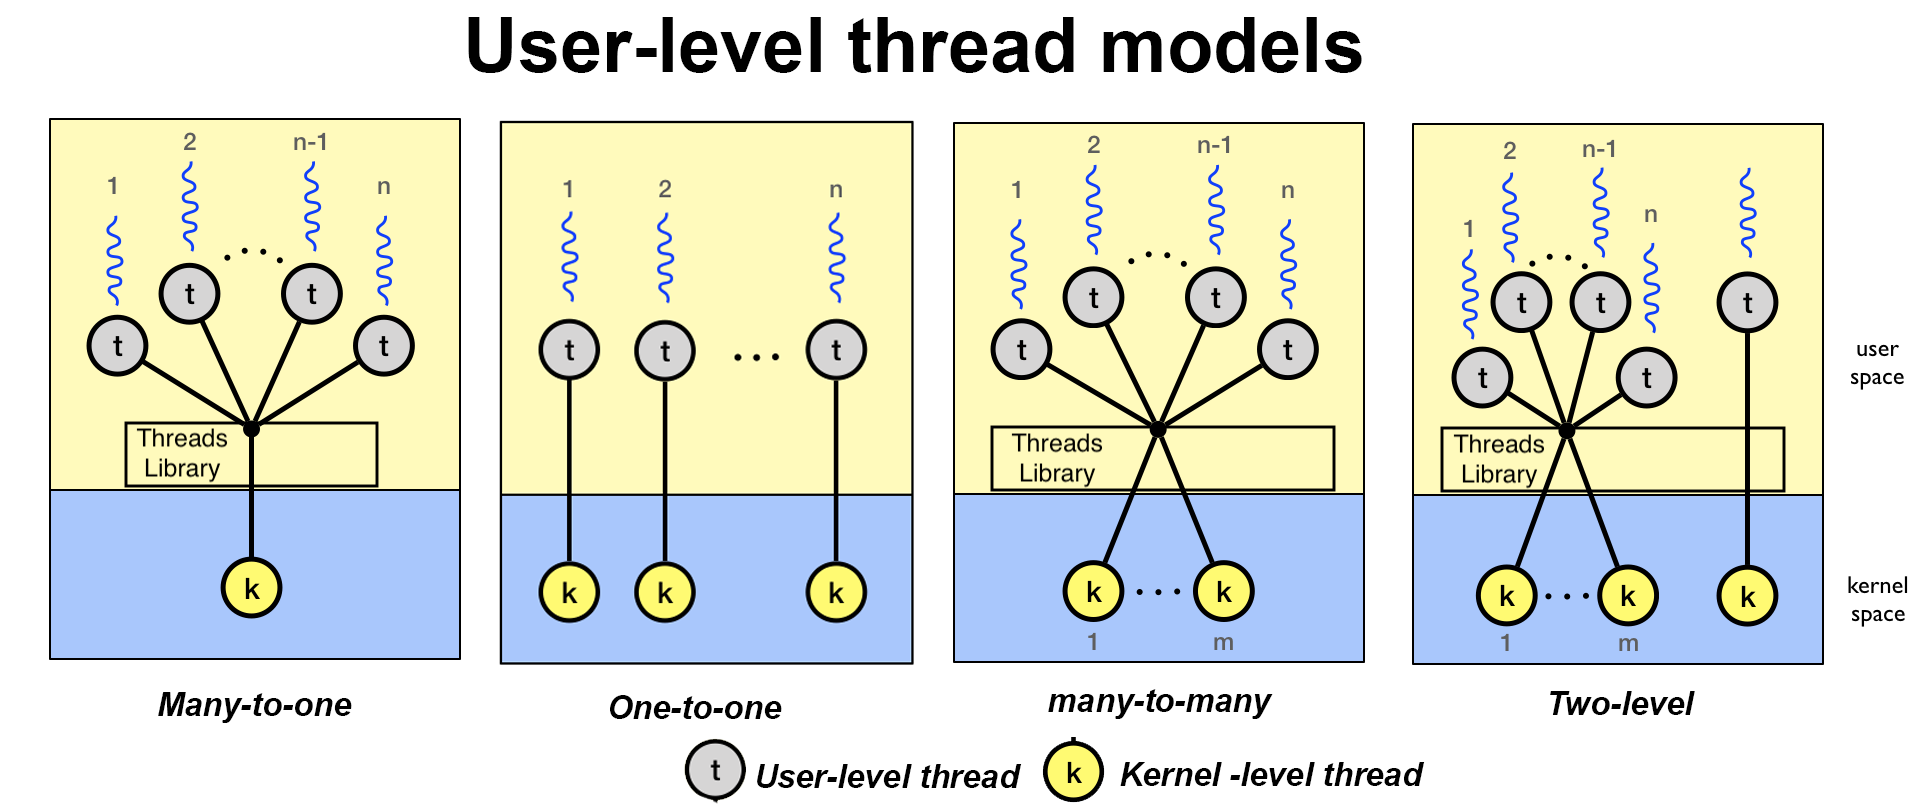 User-level thread models
1
2
n-1
n
t
t
t
t
Threads
Library
k
Many-to-one
1
2
n
t
t
t
k
k
k
One-to-one
1
2
n-1
n
t
t
t
t
Threads
Library
k
k
1
m
many-to-many
1
2
n-1
n
t
t
t
t
t
Threads
Library
k
k
k
1
m
Two-level
user
space
kernel
space
t User-level thread
k Kernel -level thread